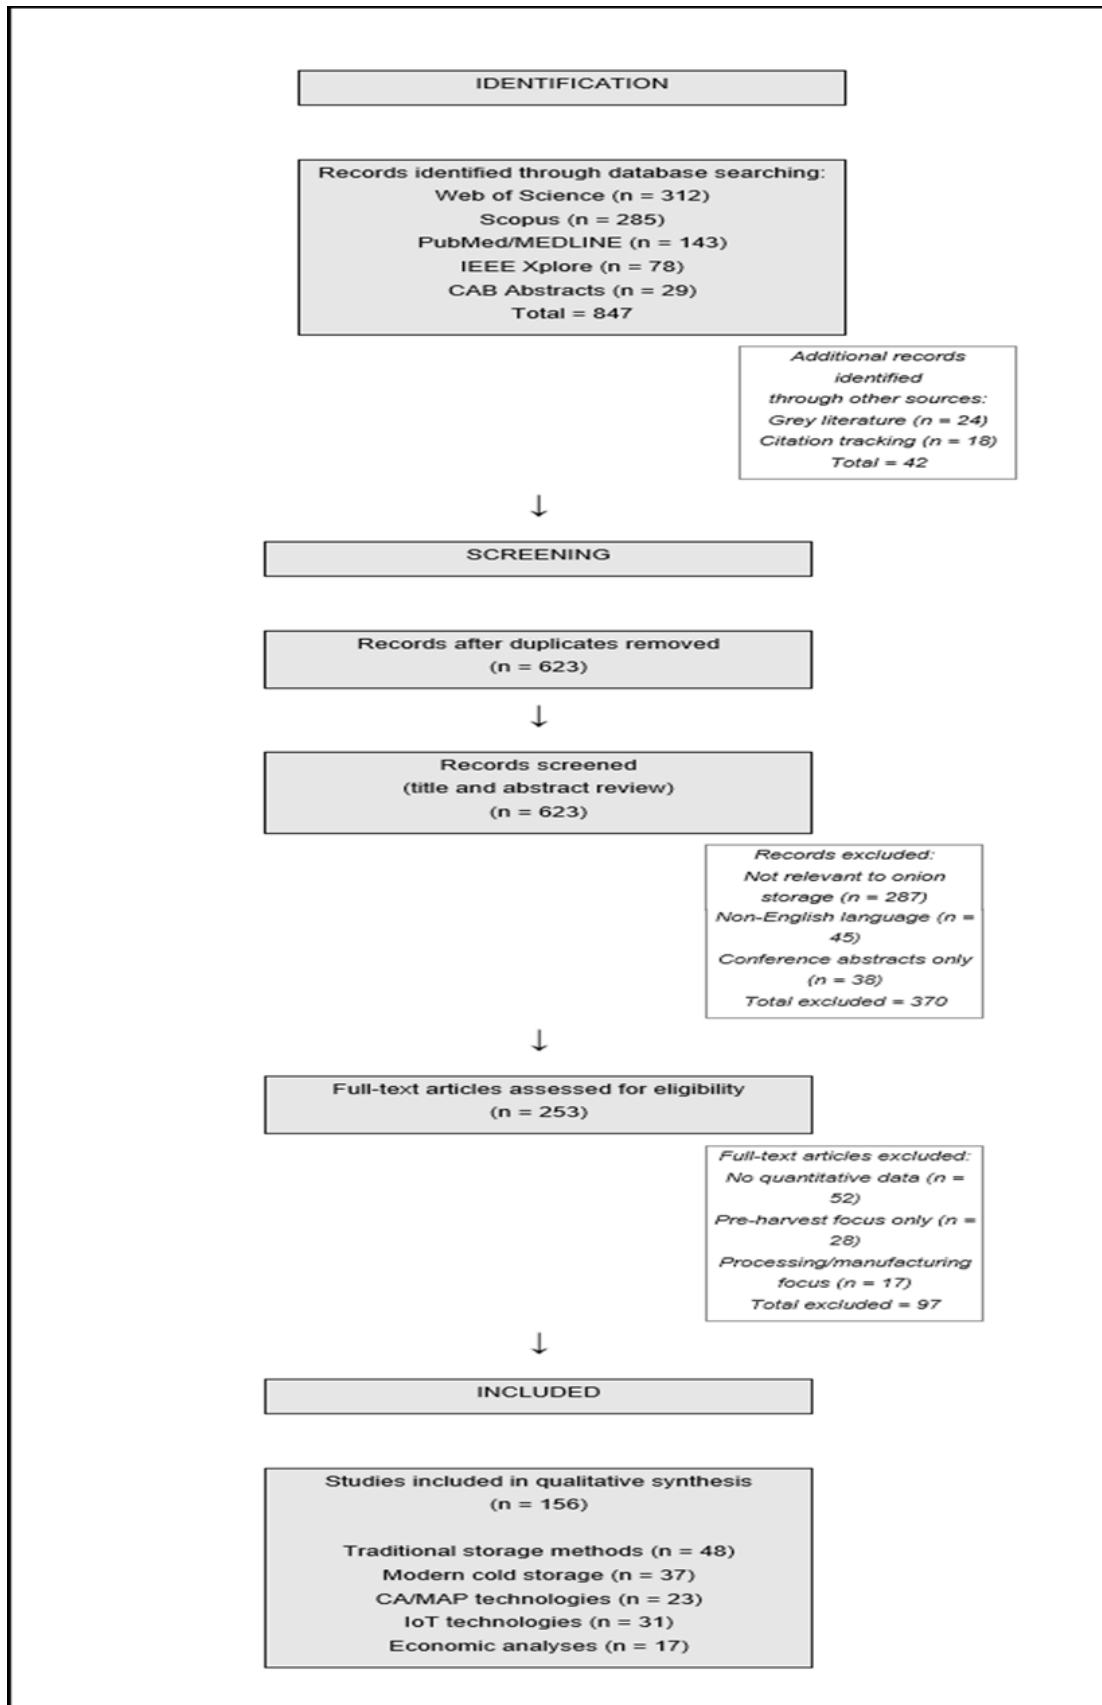 IDENTIFICATION
Records identified through database searching:
Web of Science (n = 312)
Scopus (n = 285)
PubMed/MEDLINE (n = 143)
IEEE Xplore (n = 78)
CAB Abstracts (n = 29)
Total = 847
Additional records
identified
through other sources:
Grey literature (n = 24)
Citation tracking (n = 18)
Total = 42
↓
SCREENING
Records after duplicates removed
(n = 623)
↓
Records screened
(title and abstract review)
(n = 623)
Records excluded:
Not relevant to onion
storage (n = 287)
Non-English language (n =
45)
Conference abstracts only
(n = 38)
Total excluded = 370
↓
Full-text articles assessed for eligibility
(n = 253)
Full-text articles excluded:
No quantitative data (n =
52)
Pre-harvest focus only (n =
28)
Processing/manufacturing
focus (n = 17)
Total excluded = 97
↓
INCLUDED
Studies included in qualitative synthesis
(n = 156)
Traditional storage methods (n = 48)
Modern cold storage (n = 37)
CA/MAP technologies (n = 23)
IoT technologies (n = 31)
Economic analyses (n = 17)